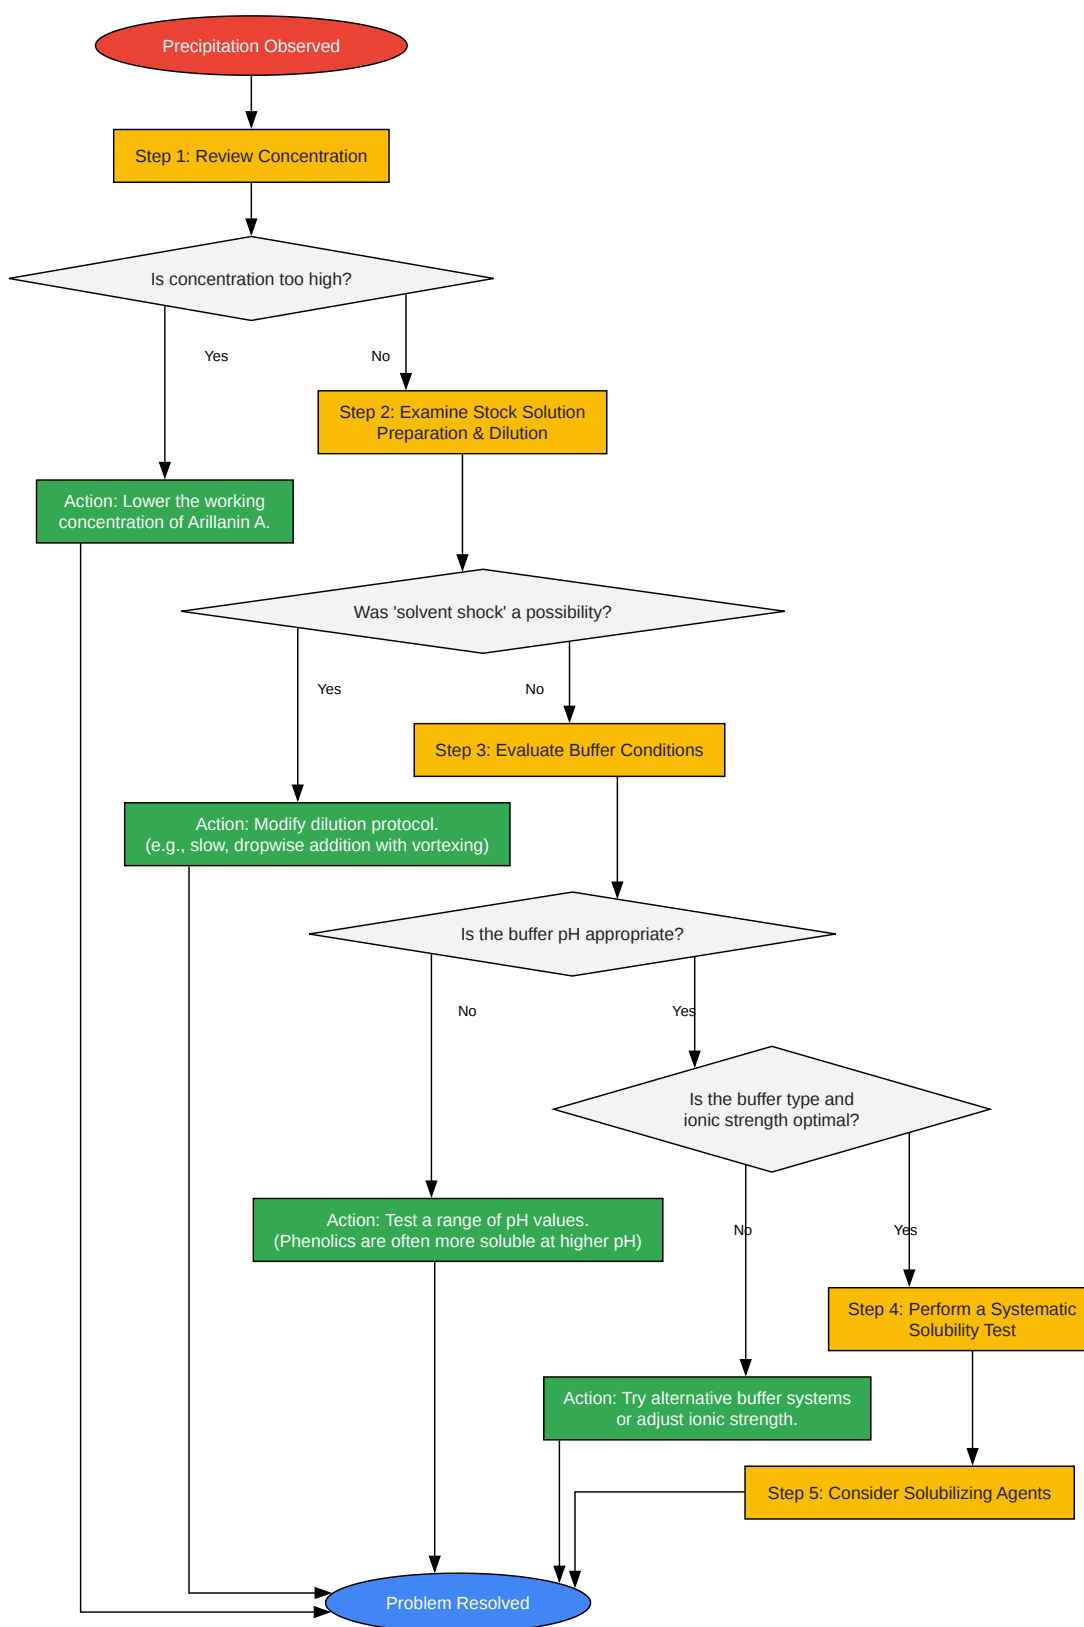 Precipitation Observed
Step 1: Review Concentration
Is concentration too high?
Yes
No
Step 2: Examine Stock Solution
Preparation & Dilution
Action: Lower the working
concentration of Arillanin A.
Was 'solvent shock' a possibility?
Yes
No
Step 3: Evaluate Buffer Conditions
Action: Modify dilution protocol.
(e.g., slow, dropwise addition with vortexing)
Is the buffer pH appropriate?
No
Yes
Is the buffer type and
ionic strength optimal?
Action: Test a range of pH values.
(Phenolics are often more soluble at higher pH)
No
Yes
Step 4: Perform a Systematic
Solubility Test
Action: Try alternative buffer systems
or adjust ionic strength.
Step 5: Consider Solubilizing Agents
Problem Resolved